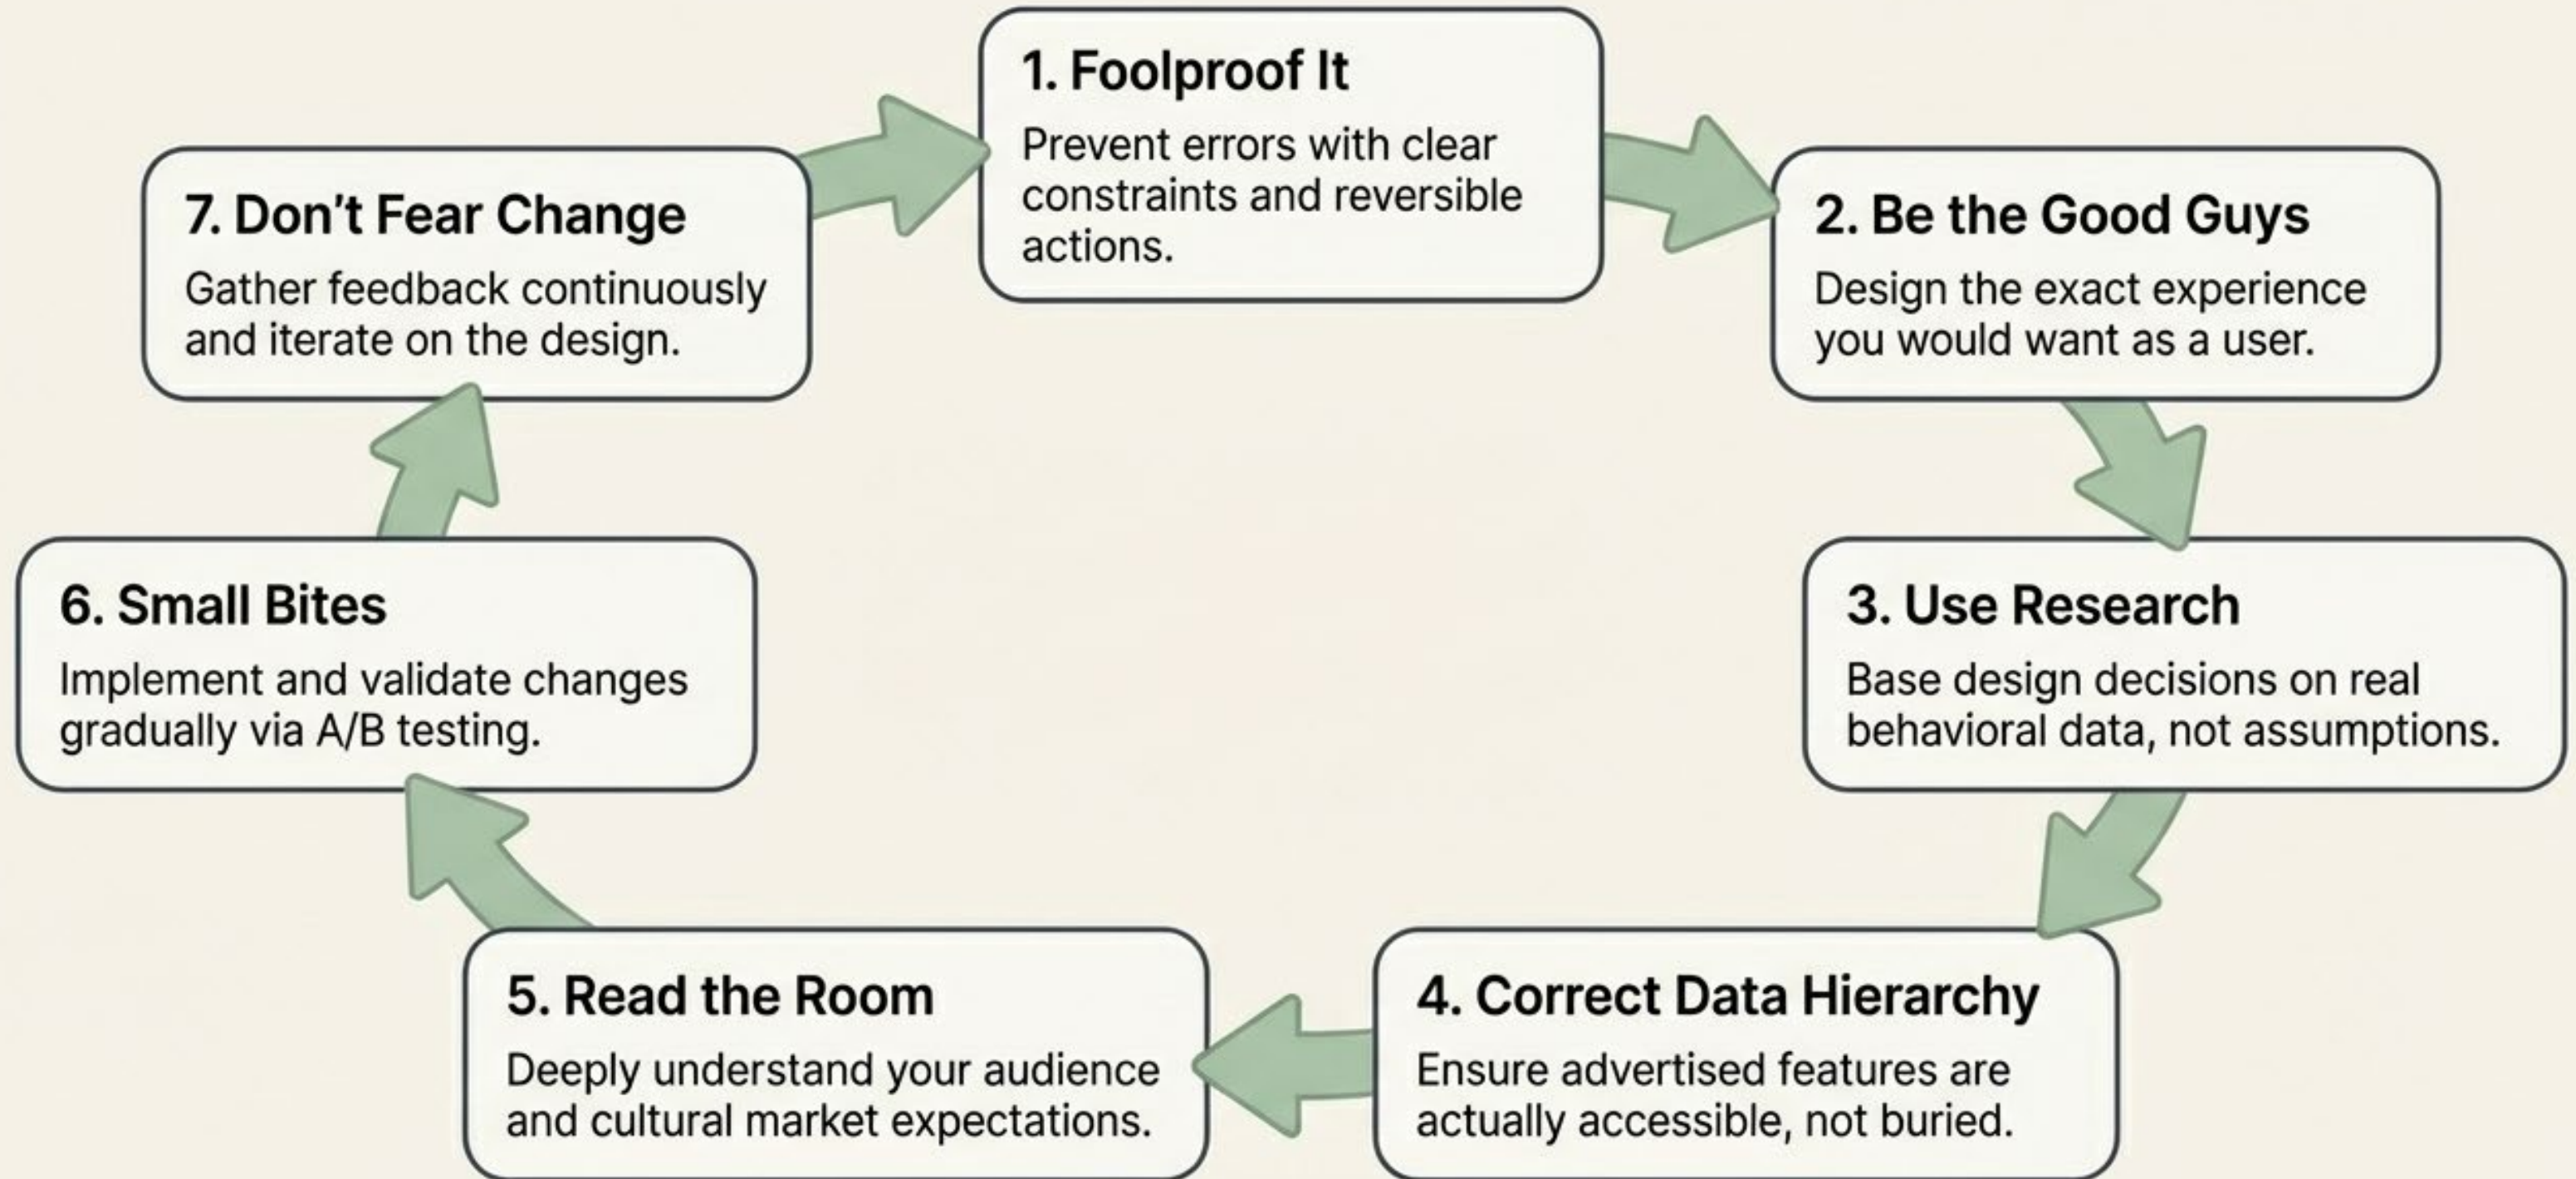 1. Foolproof It
Prevent errors with clear
constraints and reversible
actions.
2. Be the Good Guys
Design the exact experience
you would want as a user.
3. Use Research
Base design decisions on real
behavioral data, not assumptions.
4. Correct Data Hierarchy
Ensure advertised features are
actually accessible, not buried.
5. Read the Room
Deeply understand your audience
and cultural market expectations.
6. Small Bites
Implement and validate changes
gradually via A/B testing.
7. Don’t Fear Change
Gather feedback continuously
and iterate on the design.